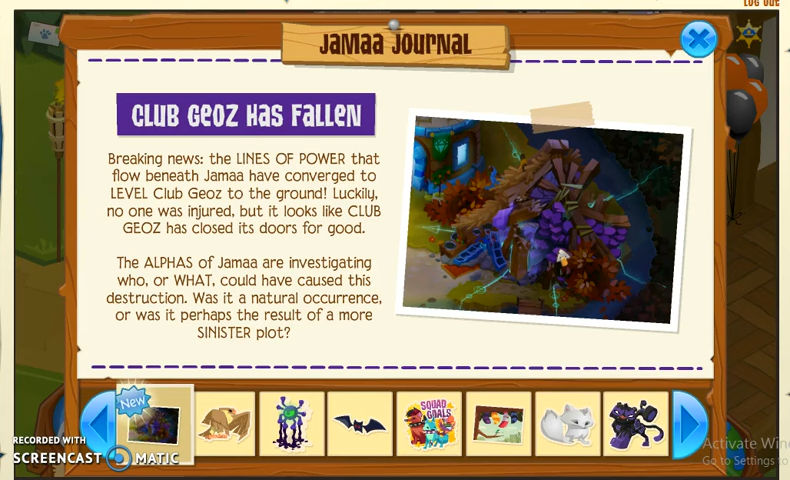 LOG OUT
JAMAA JOURNAL
CLUB GEOZ HAS FALLEN
Breaking news: the LINES OF POWER that
flow beneath Jamaa have converged to
LEVEL Club Geoz to the ground! Luckily,
no one was injured, but it looks like CLUB
GEOZ has closed its doors for good.
The ALPHAS of Jamaa are investigating
who, or WHAT, could have caused this
destruction. Was it a natural occurrence,
or was it perhaps the result of a more
SINISTER plot?
New
SQUAD
GOALS
RECORDED WITH
SCREENCAST MATIC
Activate Win
Go to Settings to